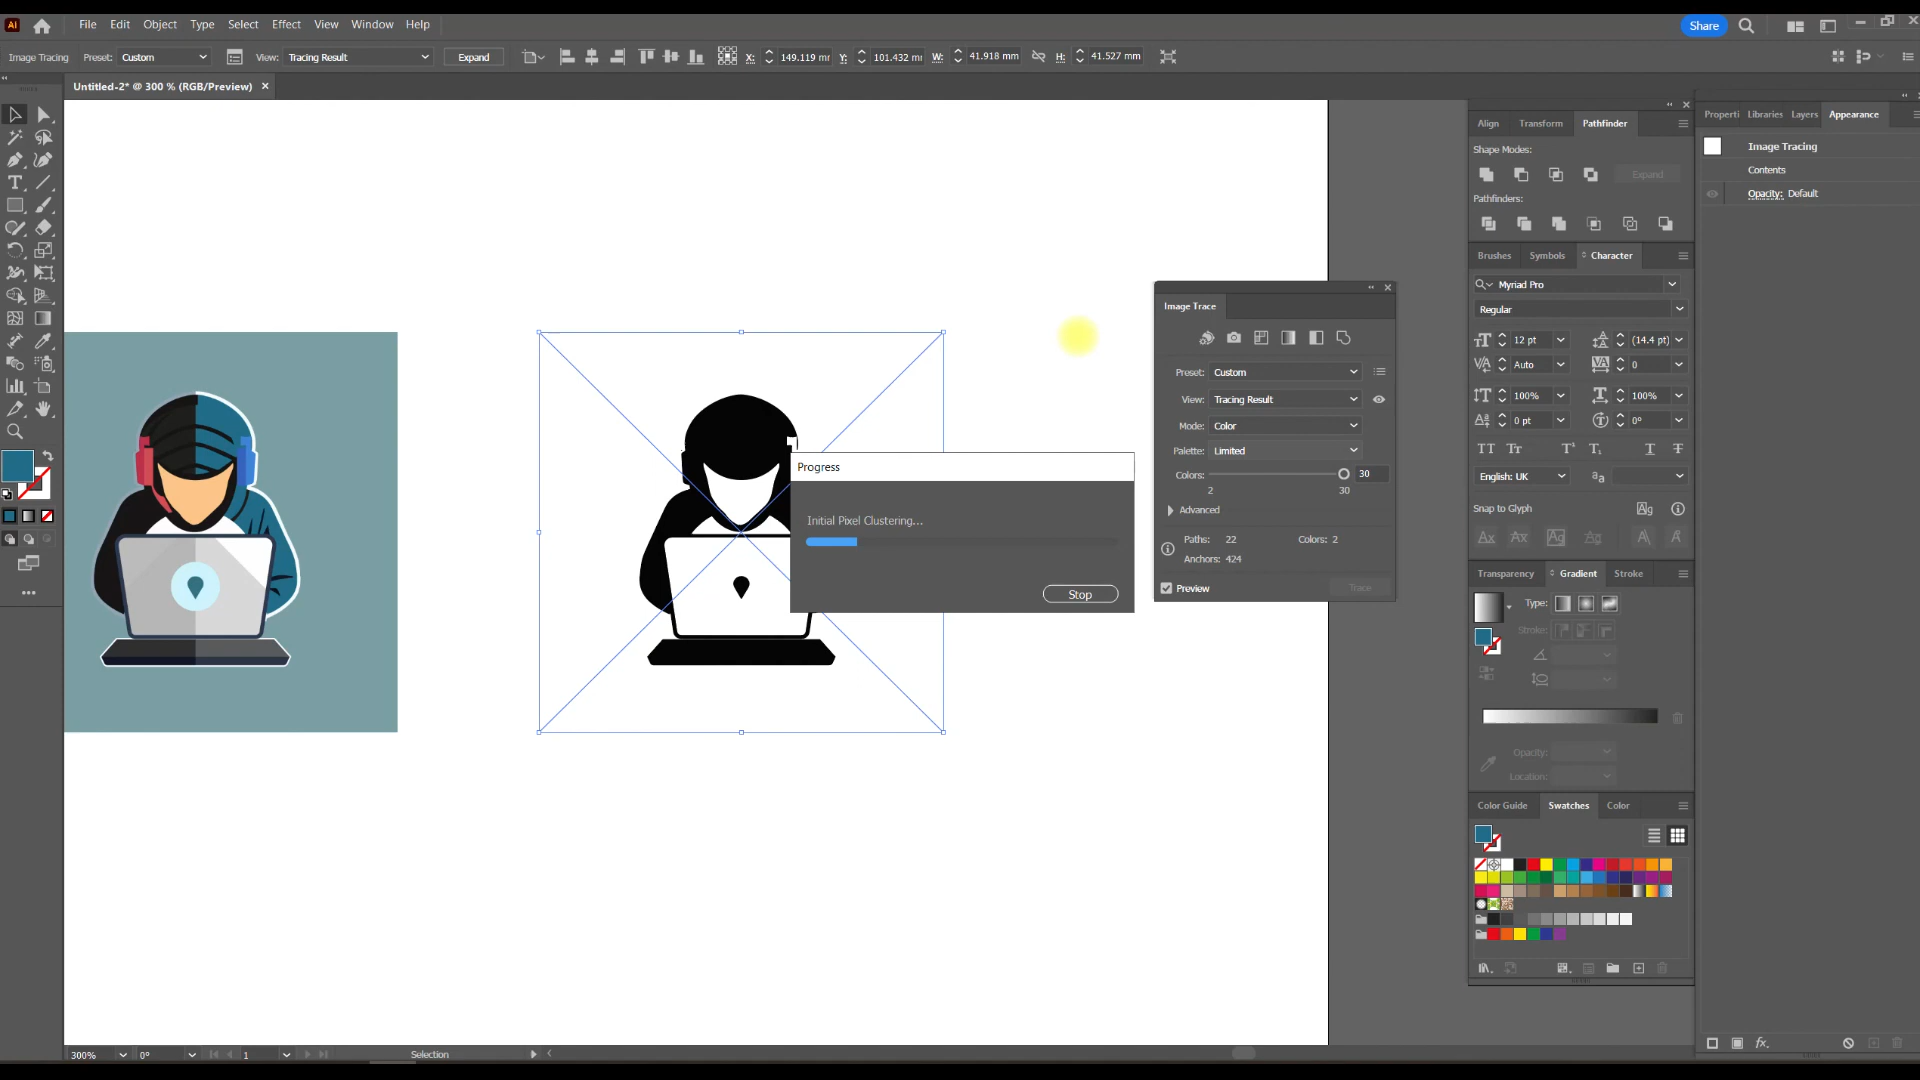 Ai
File Edit Object Type Select Effect View Window Help
Share
Image Tracing Preset: Custom View: Tracing Result Expand X: 149.119 mr Y: 101.432 mr W: 41.918 mm H: 41.527 mm
Untitled-2* @ 300 % (RGB/Preview) ×
Align Transform Pathfinder
Shape Modes:
Expand
Pathfinders:
Properti Libraries Layers Appearance
Image Tracing
Contents
Opacity: Default
Brushes Symbols Character
Myriad Pro
Regular
12 pt (14.4 pt)
Auto 0
100% 100%
0 pt 0°
English: UK
Snap to Glyph
Transparency Gradient Stroke
Type:
Stroke:
Opacity:
Location:
Color Guide Swatches Color
Image Trace
Preset: Custom
View: Tracing Result
Mode: Color
Palette: Limited
Colors: 30
2 30
Advanced
Paths: 22 Colors: 2
Anchors: 424
Preview Trace
Progress
Initial Pixel Clustering...
Stop
300% 0° 1 Selection